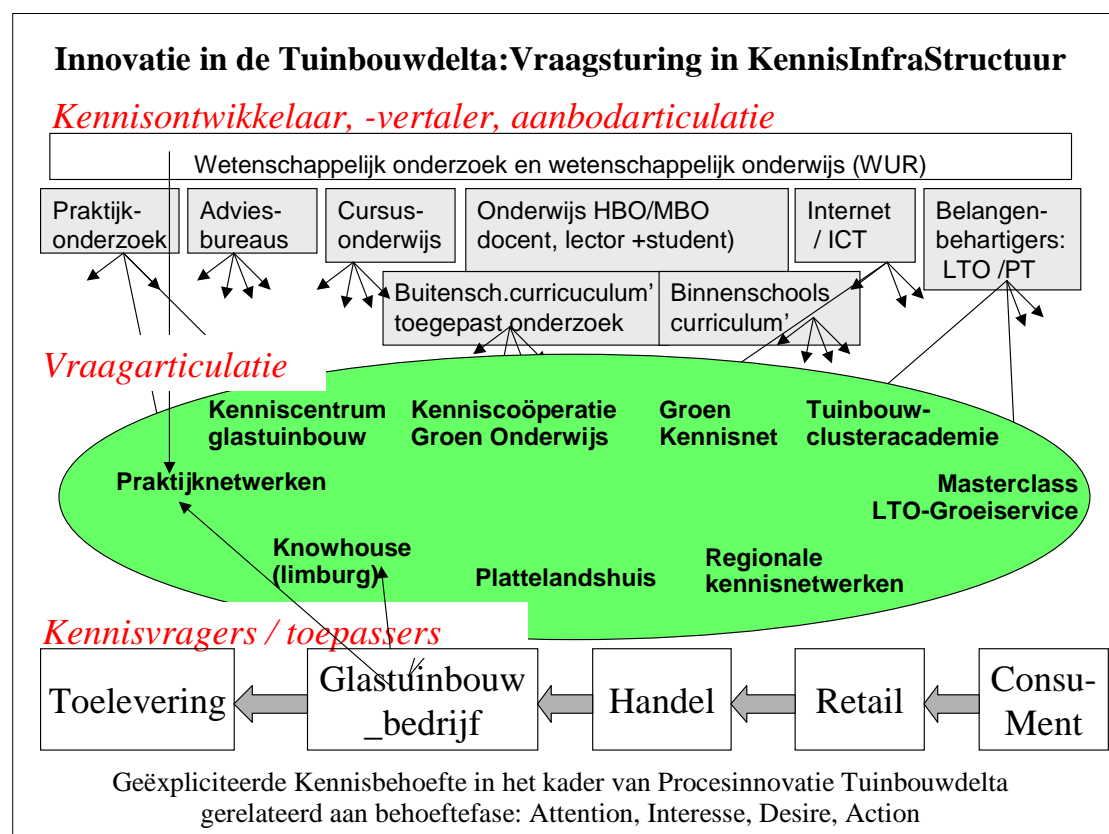 Innovatie in de Tuinbouwdelta:Vraagsturing in KennisInfraStructuur
Kennisontwikkelaar, -vertaler, aanbodarticulatie
Wetenschappelijk onderzoek en wetenschappelijk onderwijs (WUR)
Praktijk-
onderzoek
Advies-
bureaus
Cursus-
onderwijs
Onderwijs HBO/MBO
docent, lector +student)
Internet
/ ICT
Belangen-
behartigers:
LTO /PT
Buitensch.curricuculum'
toegepast onderzoek
Binnenschools
curriculum'
Vraagarticulatie
Kenniscentrum
glastuinbouw
Kenniscoöperatie
Groen Onderwijs
Groen
Kennisnet
Tuinbouw-
clusteracademie
Praktijknetwerken
Masterclass
LTO-Groeiservice
Knowhouse
(limburg)
Plattelandshuis
Regionale
kennisnetwerken
Kennisvragers / toepassers
Toelevering
Glastuinbouw
_bedrijf
Handel
Retail
Consu-
Ment
Geëxpliciteerde Kennisbehoefte in het kader van Procesinnovatie Tuinbouwdelta
gerelateerd aan behoeftefase: Attention, Interesse, Desire, Action